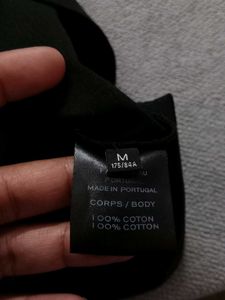 M
175/84A
MADE IN PORTUGAL
CORPS / BODY
100% COTON
100% COTTON